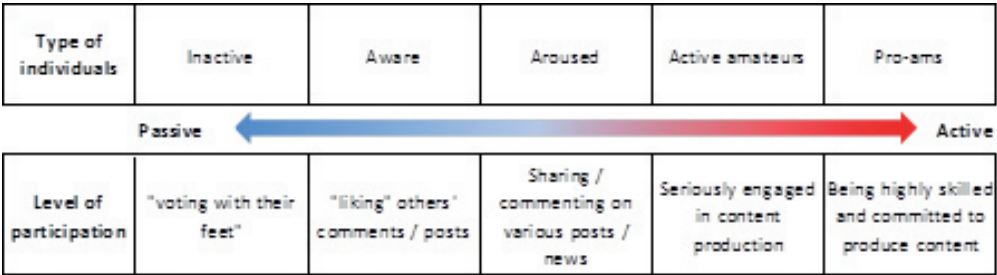 Type of
individuals
Inactive
Aware
Aroused
Active amateurs
Pro-ams
Passive
Active
Level of
participation
"voting with their
feet"
"liking" others'
comments / posts
Sharing /
commenting on
various posts /
news
Seriously engaged
in content
production
Being highly skilled
and committed to
produce content